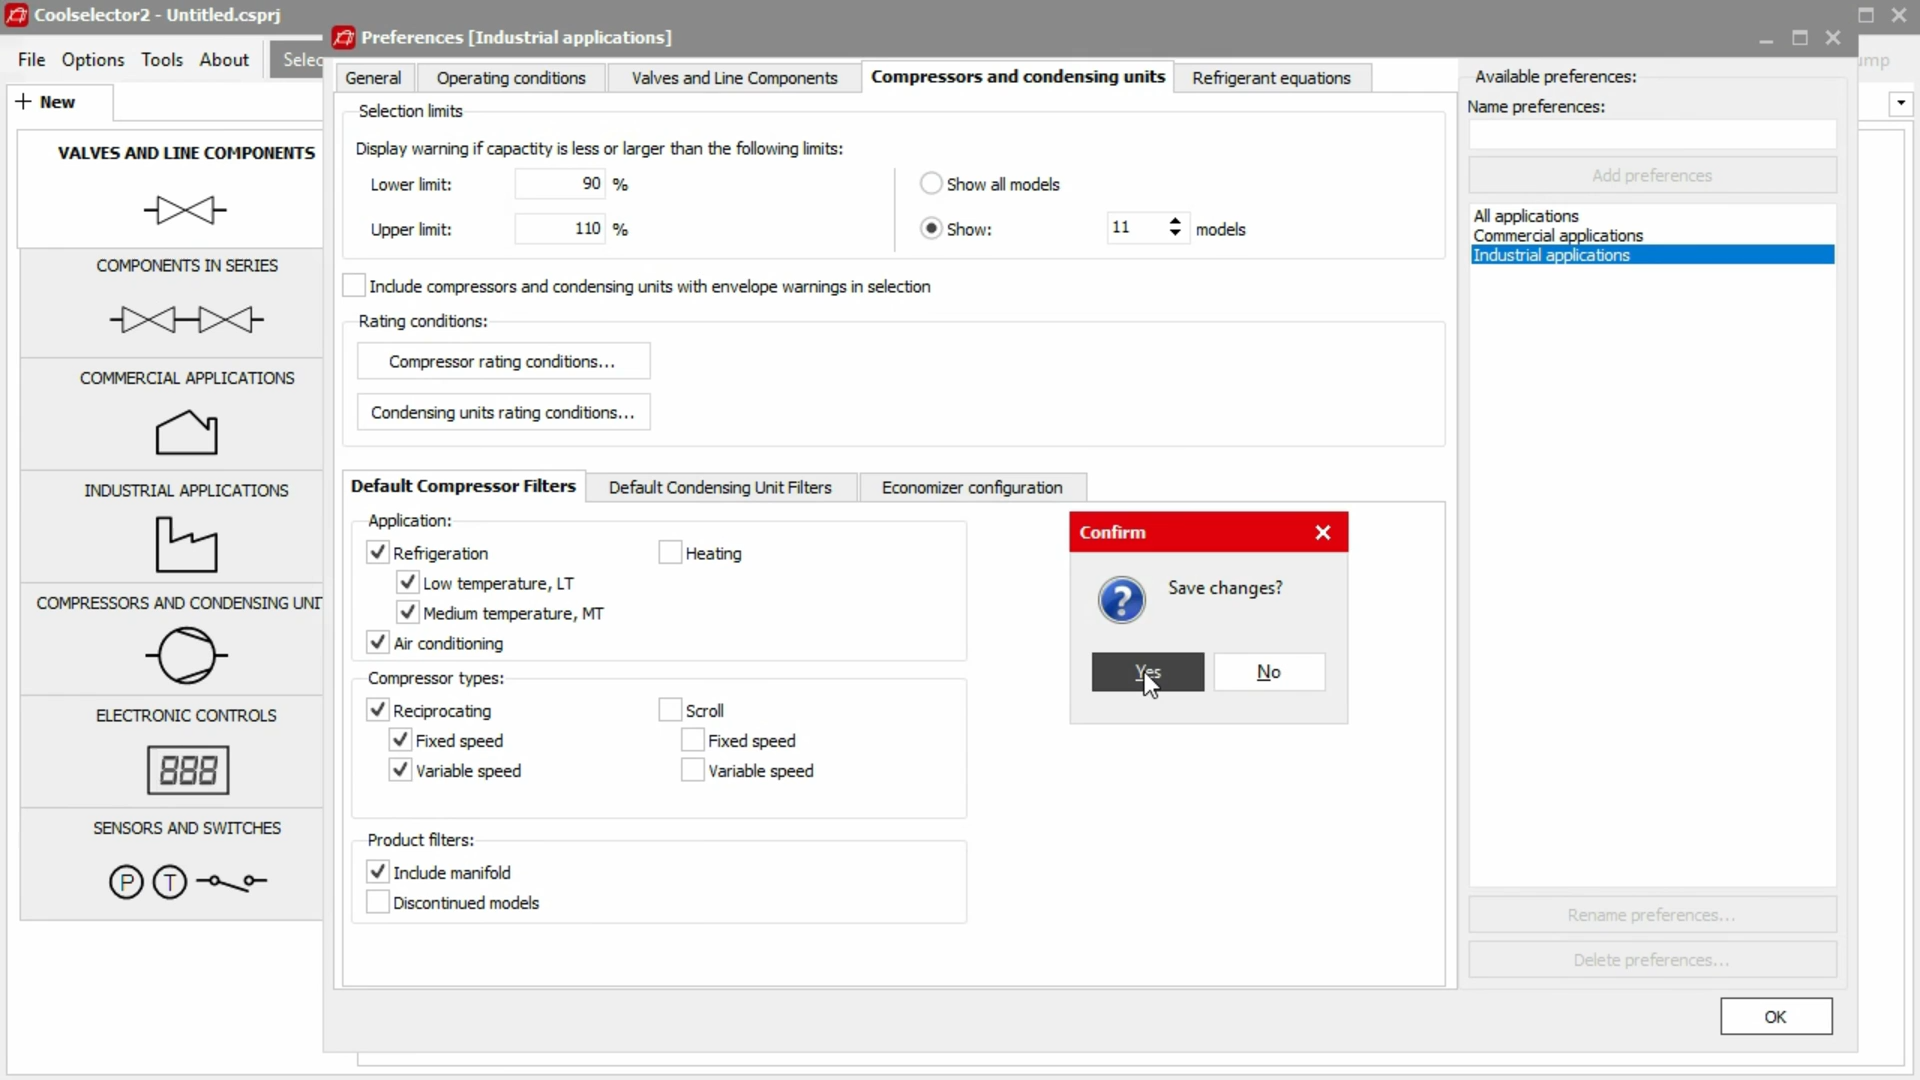 Coolselector2 - Untitled.csprj
Preferences [Industrial applications]
File Options Tools About Selec
ump
+ New
General
Operating conditions
Valves and Line Components
Compressors and condensing units
Refrigerant equations
VALVES AND LINE COMPONENTS
COMPONENTS IN SERIES
COMMERCIAL APPLICATIONS
INDUSTRIAL APPLICATIONS
COMPRESSORS AND CONDENSING UNI
ELECTRONIC CONTROLS
888
SENSORS AND SWITCHES
P T
Selection limits
Display warning if capactity is less or larger than the following limits:
Lower limit: 90 %
Upper limit: 110 %
Show all models
Show: 11 models
Include compressors and condensing units with envelope warnings in selection
Rating conditions:
Compressor rating conditions...
Condensing units rating conditions...
Default Compressor Filters
Default Condensing Unit Filters
Economizer configuration
Application:
Refrigeration
Heating
Low temperature, LT
Medium temperature, MT
Air conditioning
Compressor types:
Reciprocating
Scroll
Fixed speed
Fixed speed
Variable speed
Variable speed
Product filters:
Include manifold
Discontinued models
Confirm
?
Save changes?
Yes
No
Available preferences:
Name preferences:
Add preferences
All applications
Commercial applications
Industrial applications
Rename preferences...
Delete preferences...
OK